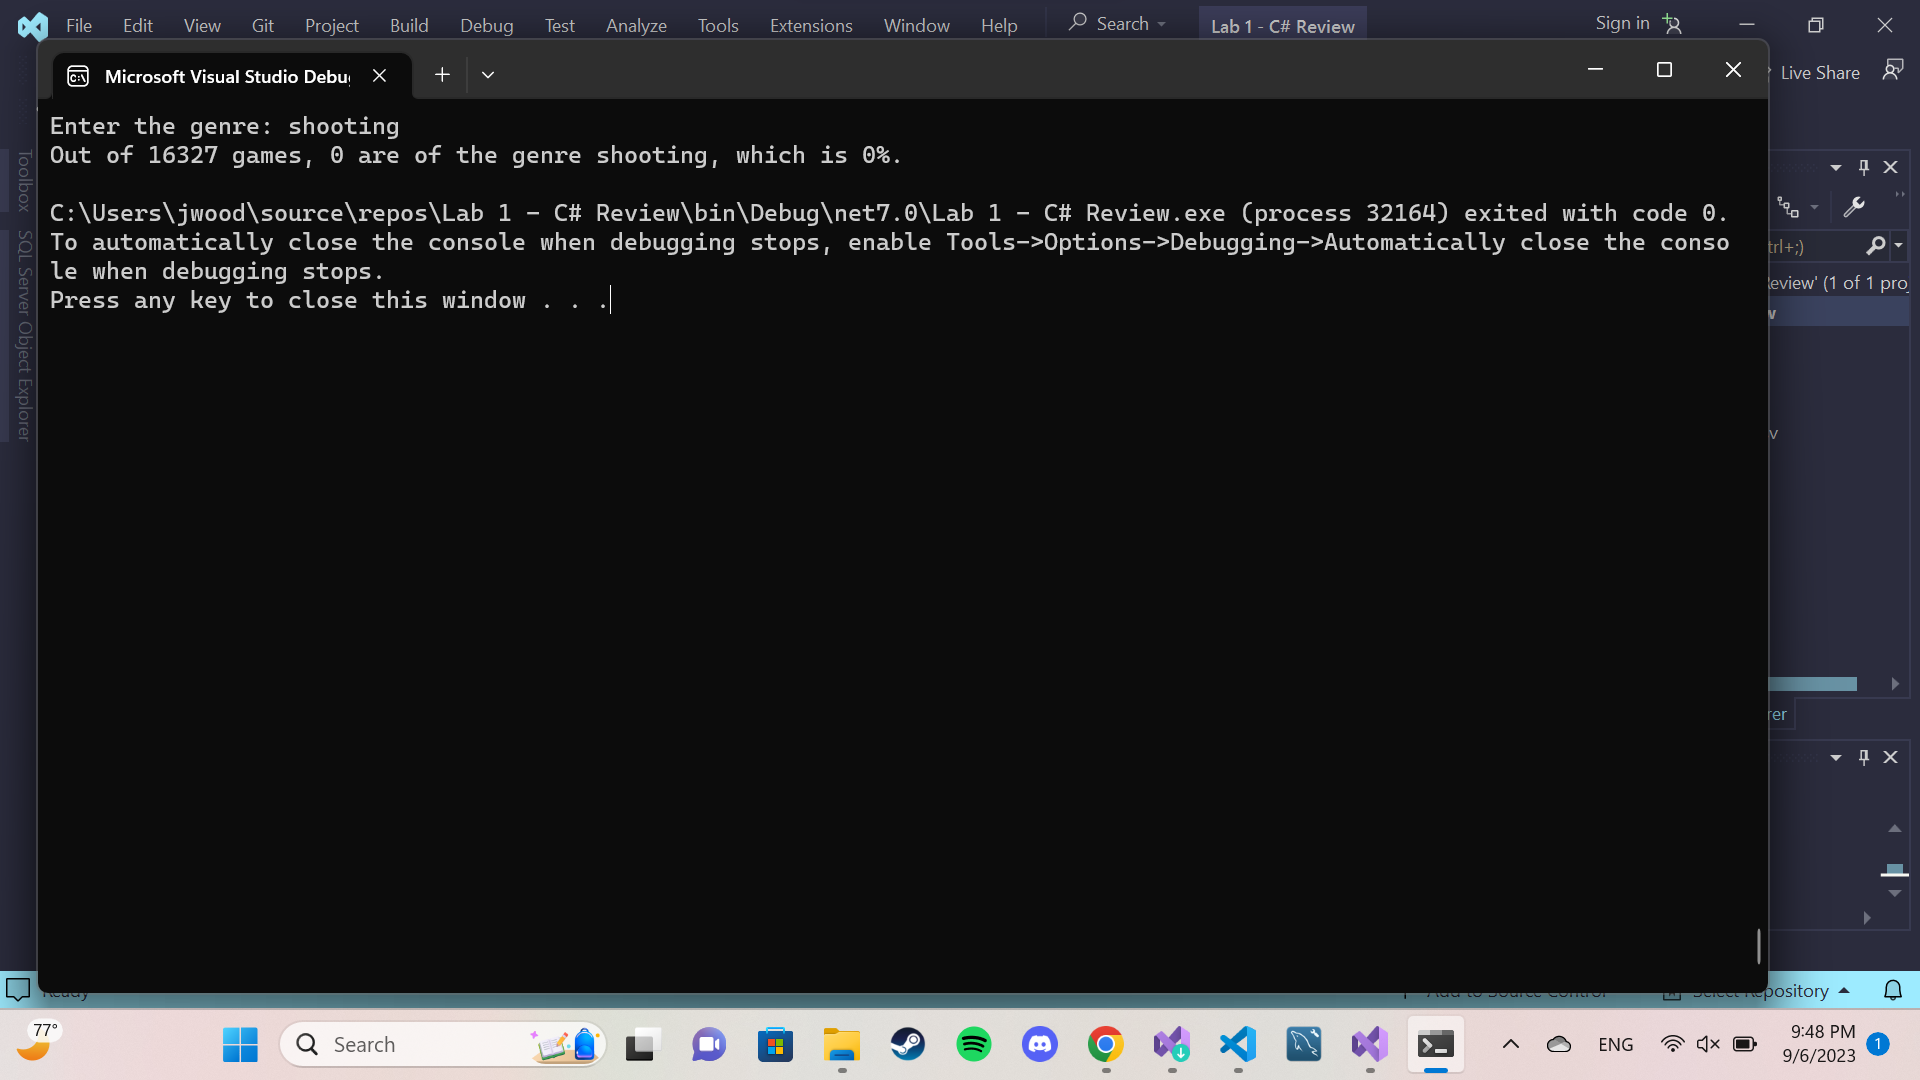 File Edit View Git Project Build Debug Test Analyze Tools Extensions Window Help Search Lab 1 - C# Review Sign in
Microsoft Visual Studio Debu
Live Share
Enter the genre: shooting
Out of 16327 games, 0 are of the genre shooting, which is 0%.
C:\Users\jwood\source\repos\Lab 1 - C# Review\bin\Debug\net7.0\Lab 1 - C# Review.exe (process 32164) exited with code 0.
To automatically close the console when debugging stops, enable Tools->Options->Debugging->Automatically close the conso
le when debugging stops.
Press any key to close this window . . .
Toolbox
SQL Server Object Explorer
trl+;)
Review' (1 of 1 proj
w
v
rer
Ready
Add to Source Control
Select Repository
77°
Search
ENG
9:48 PM
9/6/2023
1